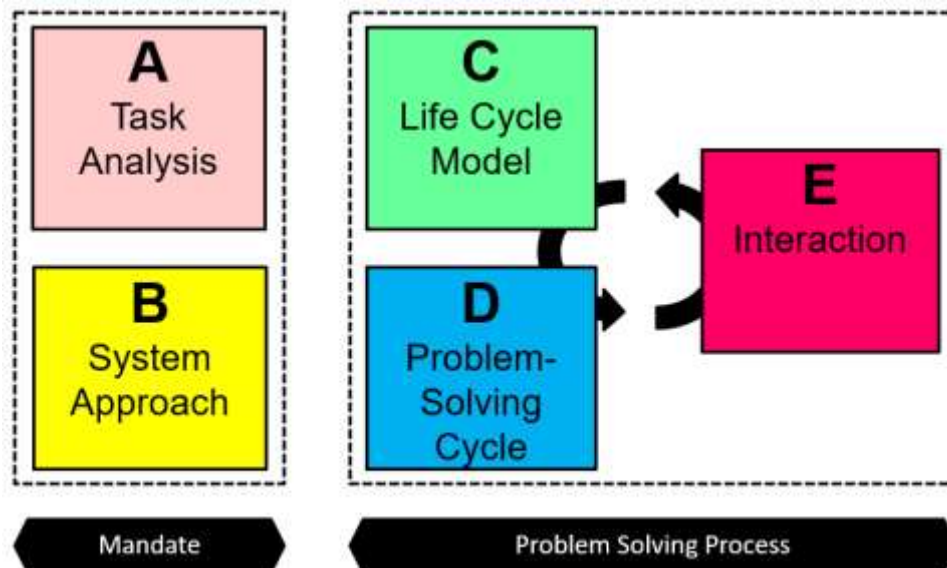 A
Task
Analysis
B
System
Approach
C
Life Cycle
Model
D
Problem-
Solving
Cycle
E
Interaction
Mandate
Problem Solving Process